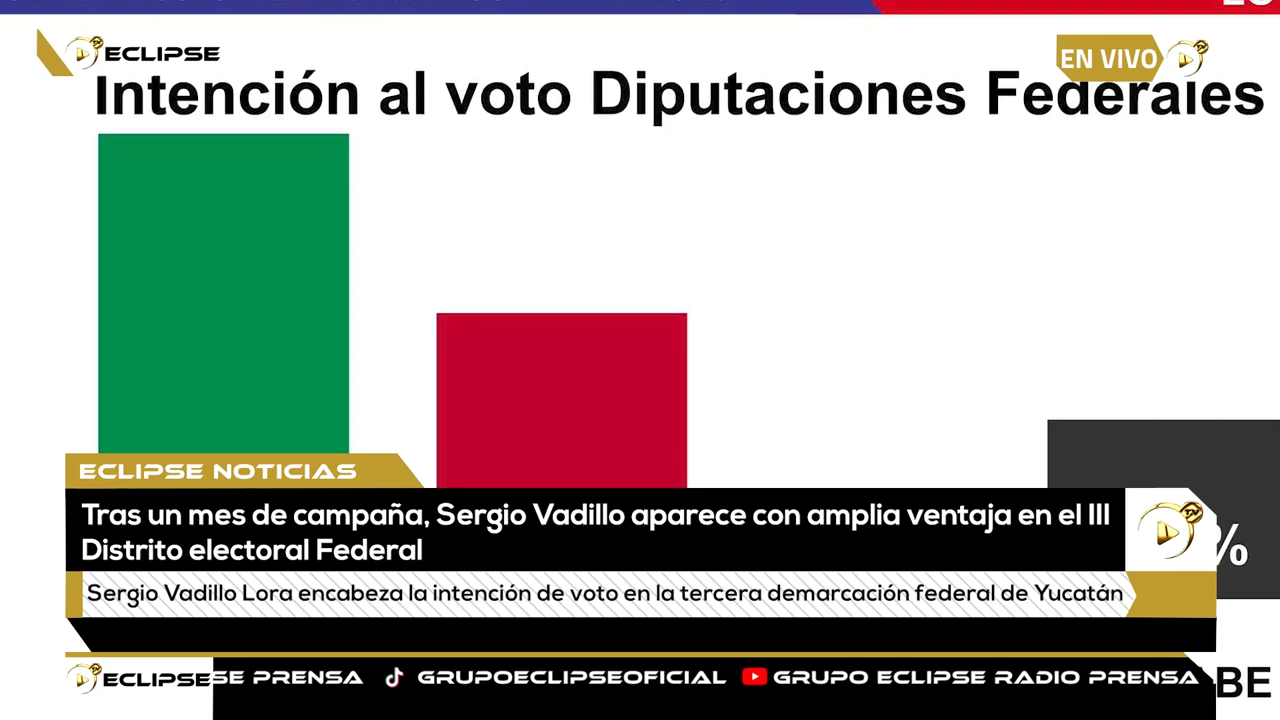 ECLIPSE
EN VIVO
Intención al voto Diputaciones Federales
ECLIPSE NOTICIAS
Tras un mes de campaña, Sergio Vadillo aparece con amplia ventaja en el III
Distrito electoral Federal
TV
%
Sergio Vadillo Lora encabeza la intención de voto en la tercera demarcación federal de Yucatán
ECLIPSE SE PRENSA GRUPOECLIPSEOFICIAL GRUPO ECLIPSE RADIO PRENSA
BE